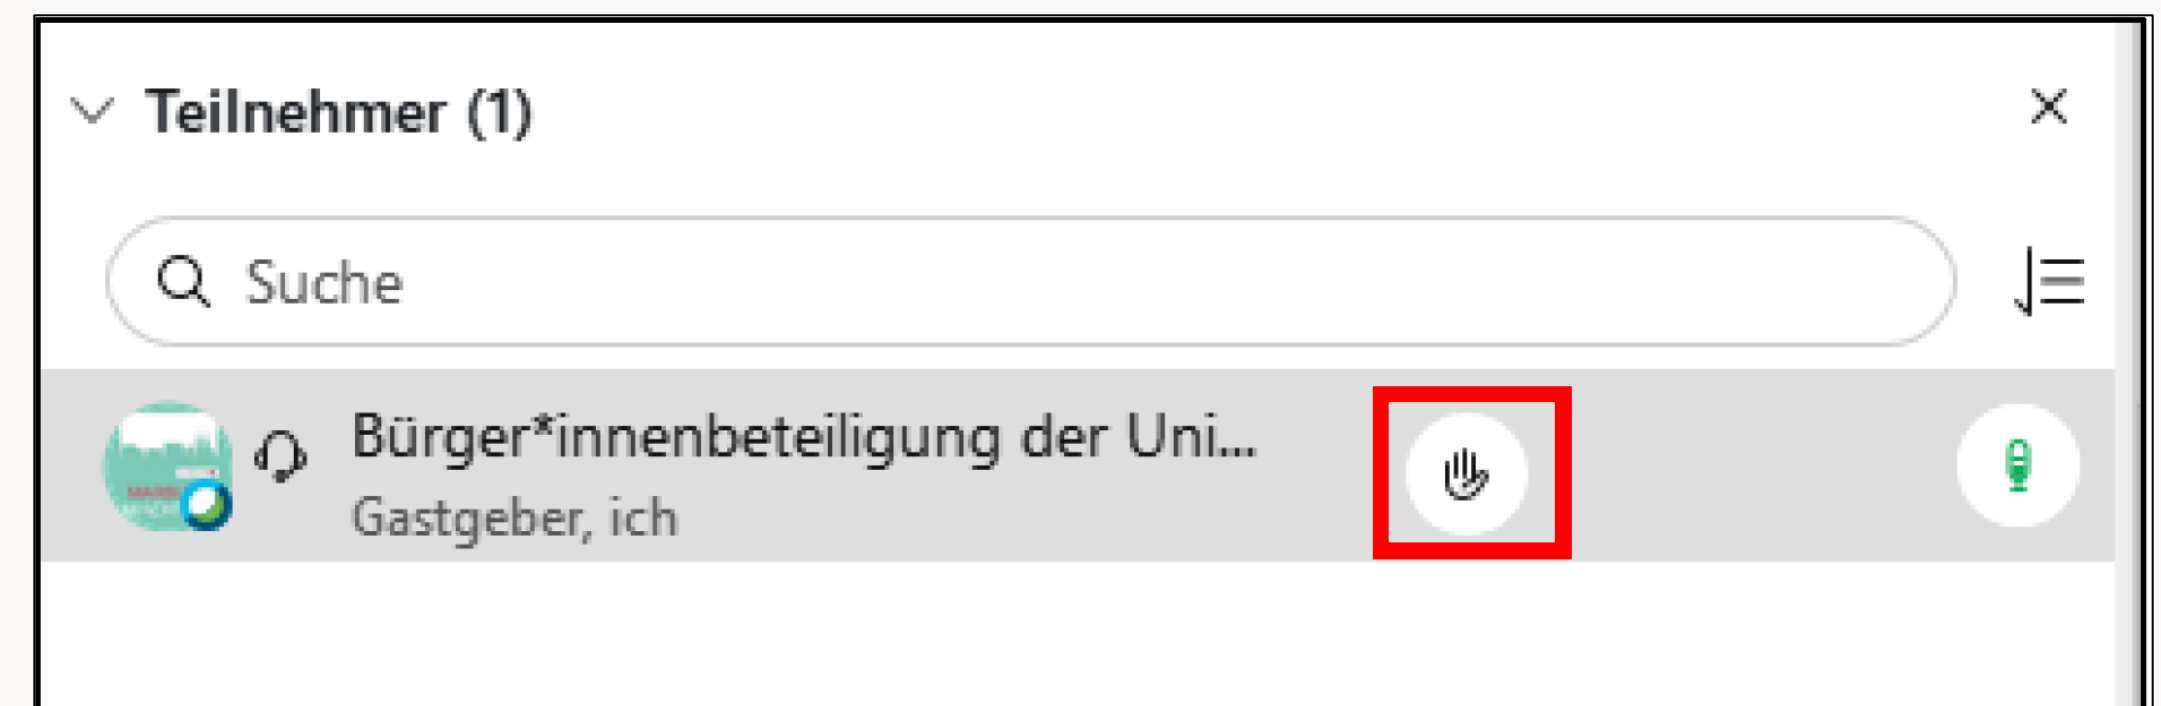 Teilnehmer (1)
Suche
Bürger*innenbeteiligung der Uni...
Gastgeber, ich